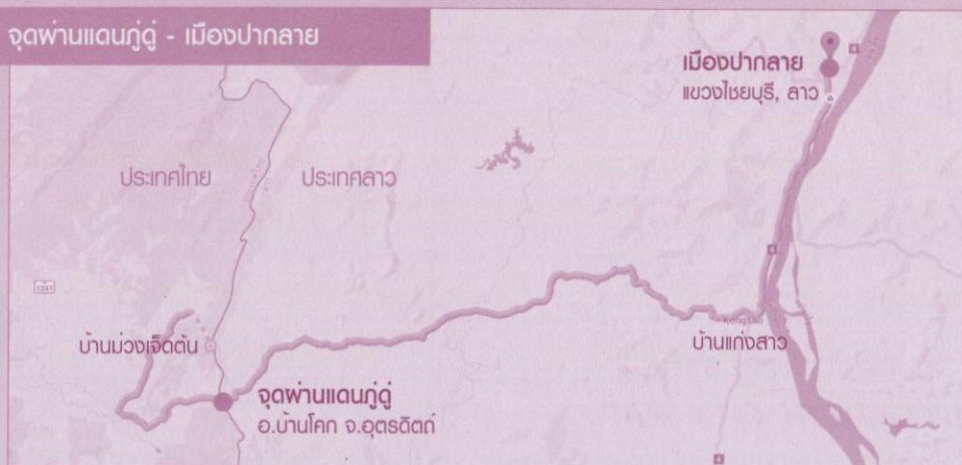 จุดผ่านแดนภูดู่ - เมืองปากลาย
เมืองปากลาย
แขวงไชยบุรี, ลาว
4
ประเทศไทย
ประเทศลาว
4
1241
Kengsao
บ้านแก่งสาว
บ้านม่วงเจ็ดต้น
จุดผ่านแดนภูดู่
อ.บ้านโคก จ.อุตรดิตถ์
4